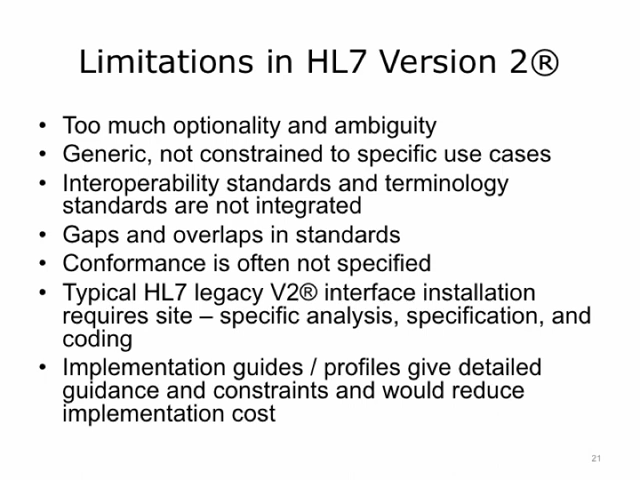 Limitations in HL7 Version 2®
• Too much optionality and ambiguity
• Generic, not constrained to specific use cases
• Interoperability standards and terminology
standards are not integrated
• Gaps and overlaps in standards
• Conformance is often not specified
• Typical HL7 legacy V2® interface installation
requires site – specific analysis, specification, and
coding
• Implementation guides / profiles give detailed
guidance and constraints and would reduce
implementation cost
21